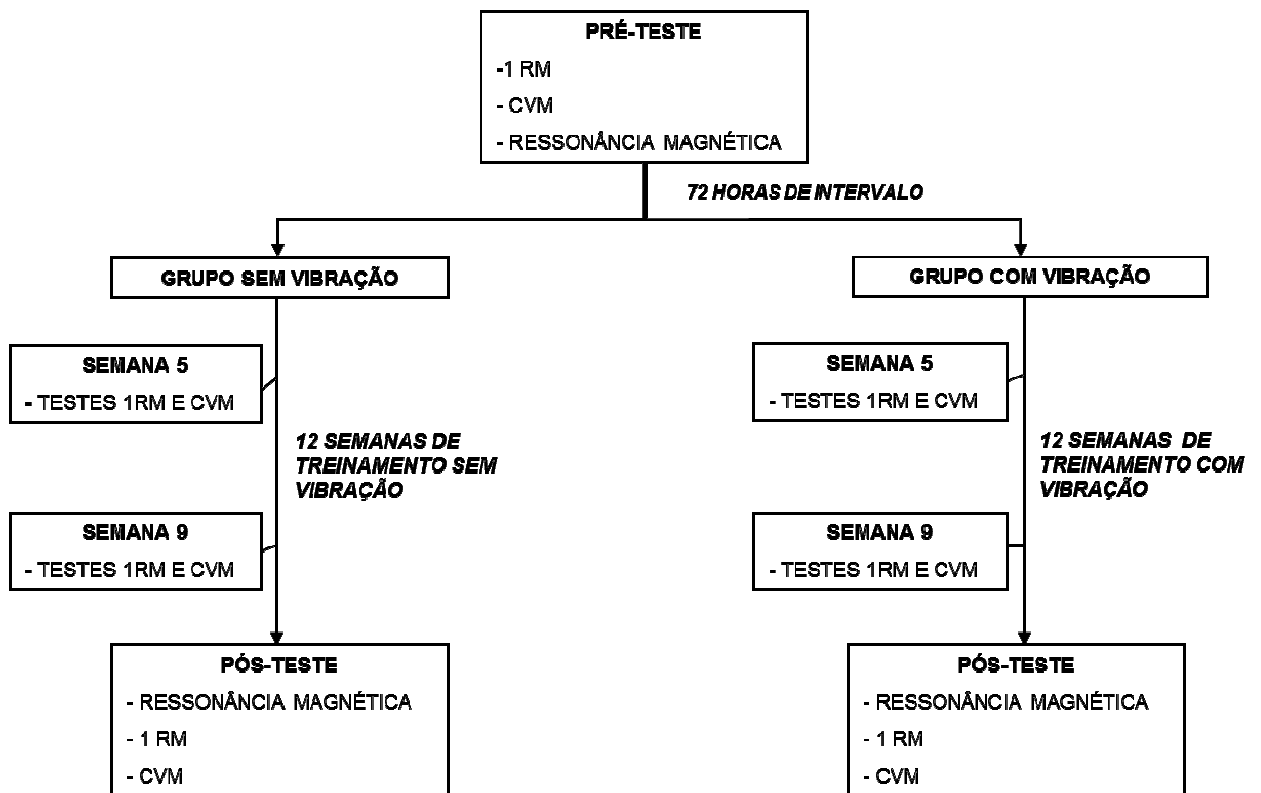 PRÉ-TESTE
-1 RM
- CVM
- RESSONÂNCIA MAGNÉTICA
72 HORAS DE INTERVALO
GRUPO SEM VIBRAÇÃO
SEMANA 5
- TESTES 1RM E CVM
12 SEMANAS DE
TREINAMENTO SEM
VIBRAÇÃO
SEMANA 9
- TESTES 1RM E CVM
PÓS-TESTE
- RESSONÂNCIA MAGNÉTICA
- 1 RM
- CVM
GRUPO COM VIBRAÇÃO
SEMANA 5
- TESTES 1RM E CVM
12 SEMANAS DE
TREINAMENTO COM
VIBRAÇÃO
SEMANA 9
- TESTES 1RM E CVM
PÓS-TESTE
- RESSONÂNCIA MAGNÉTICA
- 1 RM
- CVM